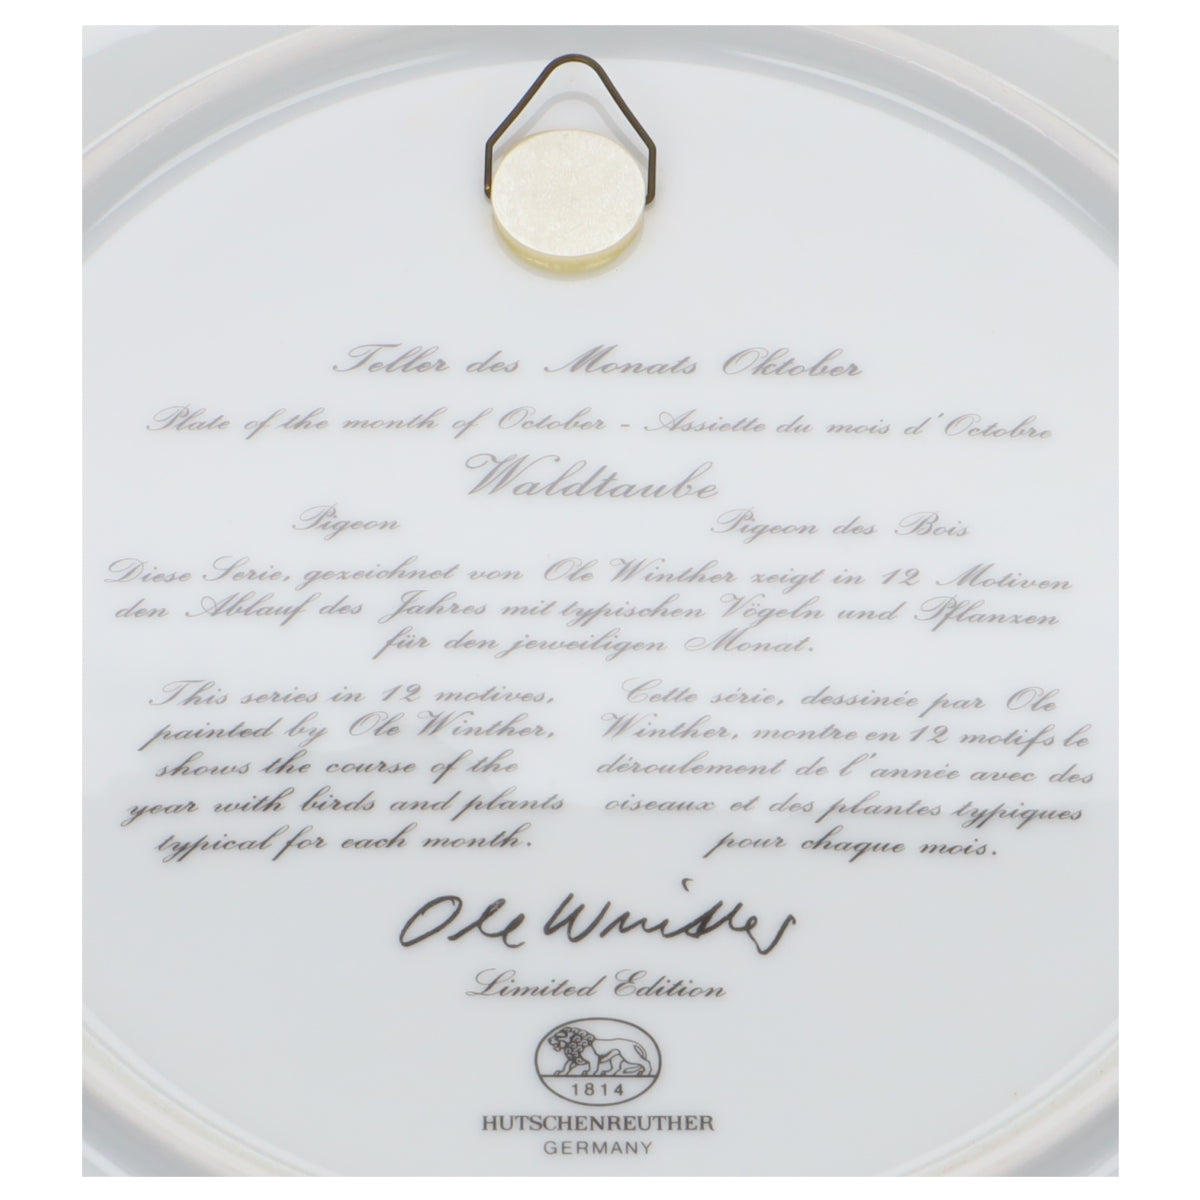 Teller des Monats Oktober
Plate of the month of October - Assiette du mois d'Octobre
Waldtaube
Pigeon
Pigeon des Bois
Diese Serie, gezeichnet von Ole Winther zeigt in 12 Motiven
den Ablauf des Jahres mit typischen Vögeln und Pflanzen
für den jeweiligen Monat.
This series in 12 motives,
painted by Ole Winther,
shows the course of the
year with birds and plants
typical for each month.
Cette série, dessinée par Ole
Winther, montre en 12 motifs le
déroulement de l'année avec des
oiseaux et des plantes typiques
pour chaque mois.
Ole Winther
Limited Edition
1814
HUTSCHENREUTHER
GERMANY